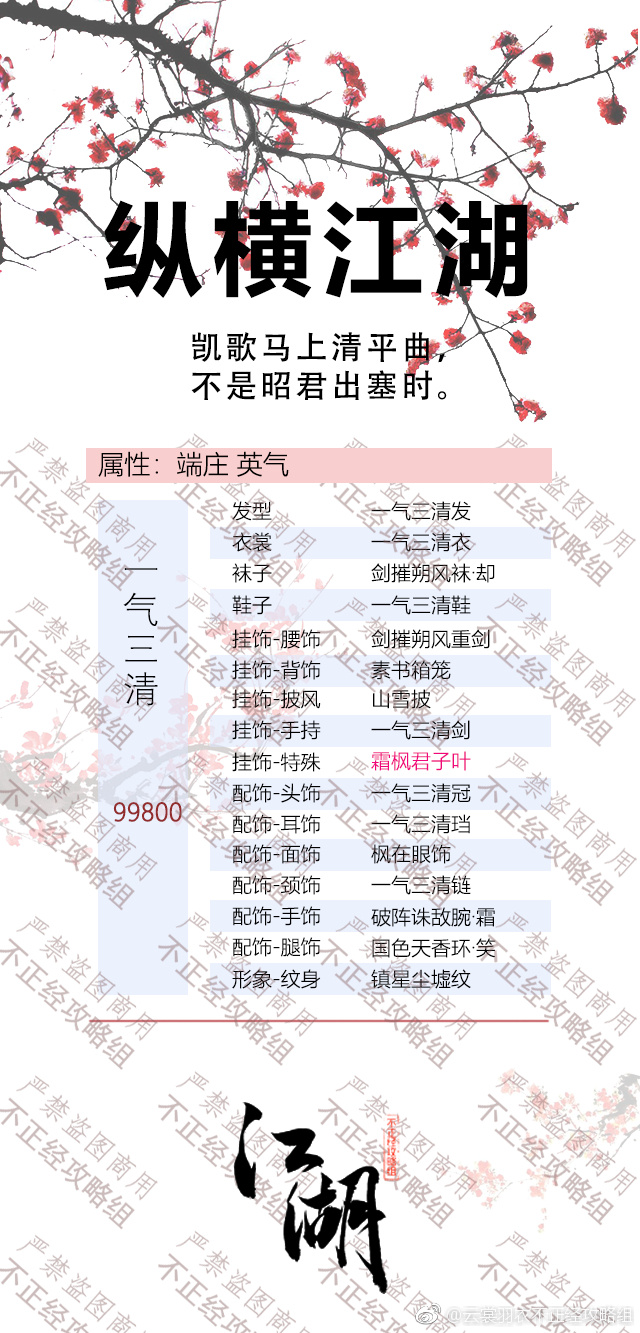 纵横江湖
凯歌马上清平曲，
不是昭君出塞时。
属性：端庄 英气
一气三清
99800
发型 一气三清发
衣裳 一气三清衣
袜子 剑摧朔风袜·却
鞋子 一气三清鞋
挂饰-腰饰 剑摧朔风重剑
挂饰-背饰 素书箱笼
挂饰-披风 山雪披
挂饰-手持 一气三清剑
挂饰-特殊 霜枫君子叶
配饰-头饰 一气三清冠
配饰-耳饰 一气三清珰
配饰-面饰 枫在眼饰
配饰-颈饰 一气三清链
配饰-手饰 破阵诛敌腕·霜
配饰-腿饰 国色天香环·笑
形象-纹身 镇星尘墟纹
严禁盗图商用
不正经攻略组
江湖
不正经攻略组
@云裳羽衣不正经攻略组